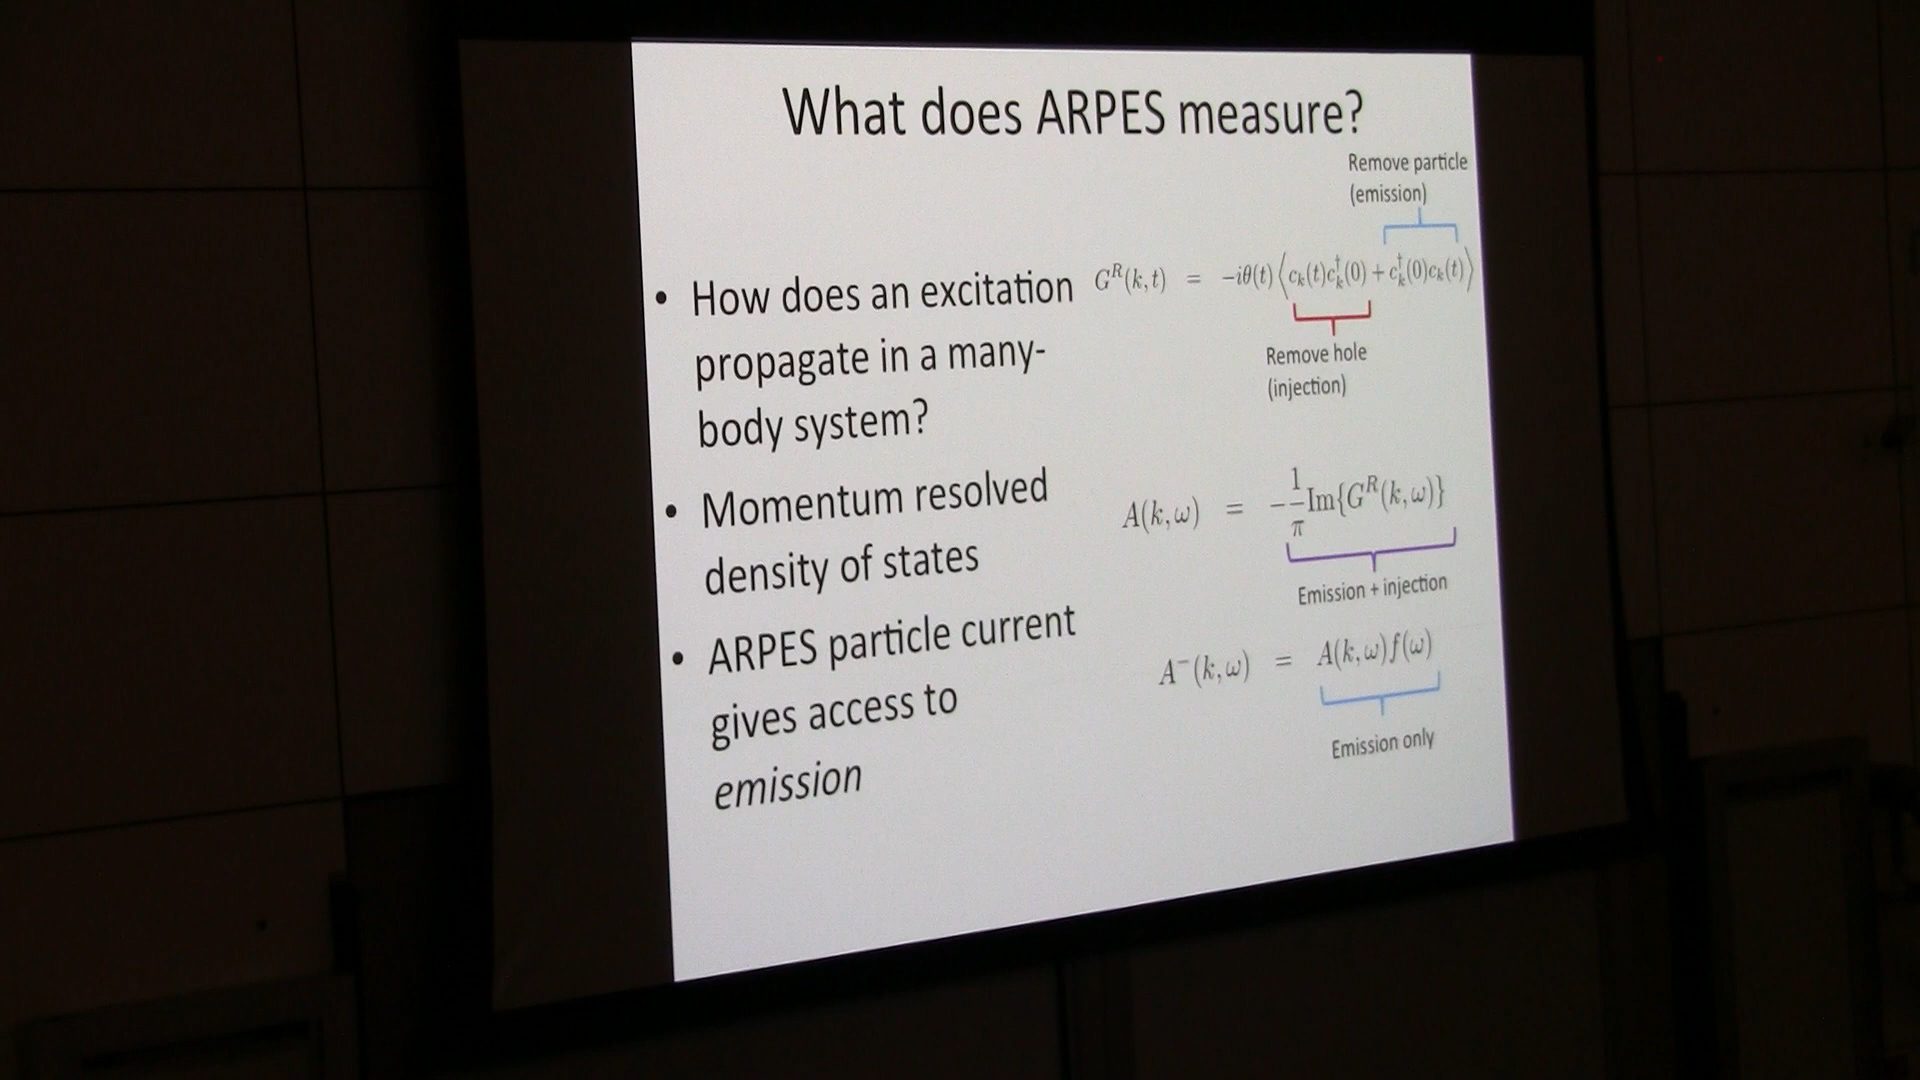 What does ARPES measure?
Remove particle
(emission)
• How does an excitation
propagate in a many-
body system?
G^R(k,t) = −iθ(t)⟨c_k(t)c_k^†(0) + c_k^†(0)c_k(t)⟩
Remove hole
(injection)
• Momentum resolved
density of states
A(k,ω) = −1/π Im{G^R(k,ω)}
Emission + injection
• ARPES particle current
gives access to
emission
A^−(k,ω) = A(k,ω)f(ω)
Emission only